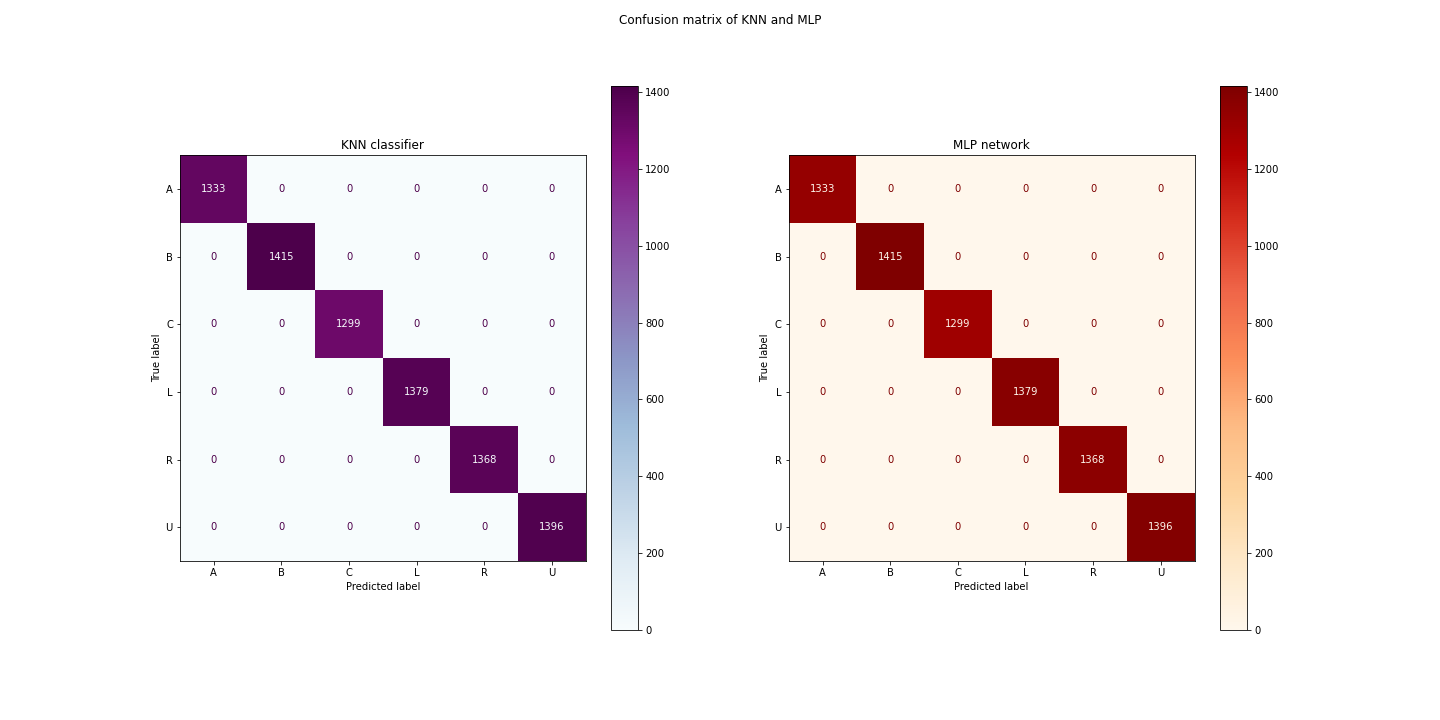 Confusion matrix of KNN and MLP
KNN classifier
A 1333 0 0 0 0 0
B 0 1415 0 0 0 0
C 0 0 1299 0 0 0
L 0 0 0 1379 0 0
R 0 0 0 0 1368 0
U 0 0 0 0 0 1396
A B C L R U
True label
Predicted label
1400
1200
1000
800
600
400
200
0
MLP network
A 1333 0 0 0 0 0
B 0 1415 0 0 0 0
C 0 0 1299 0 0 0
L 0 0 0 1379 0 0
R 0 0 0 0 1368 0
U 0 0 0 0 0 1396
A B C L R U
True label
Predicted label
1400
1200
1000
800
600
400
200
0